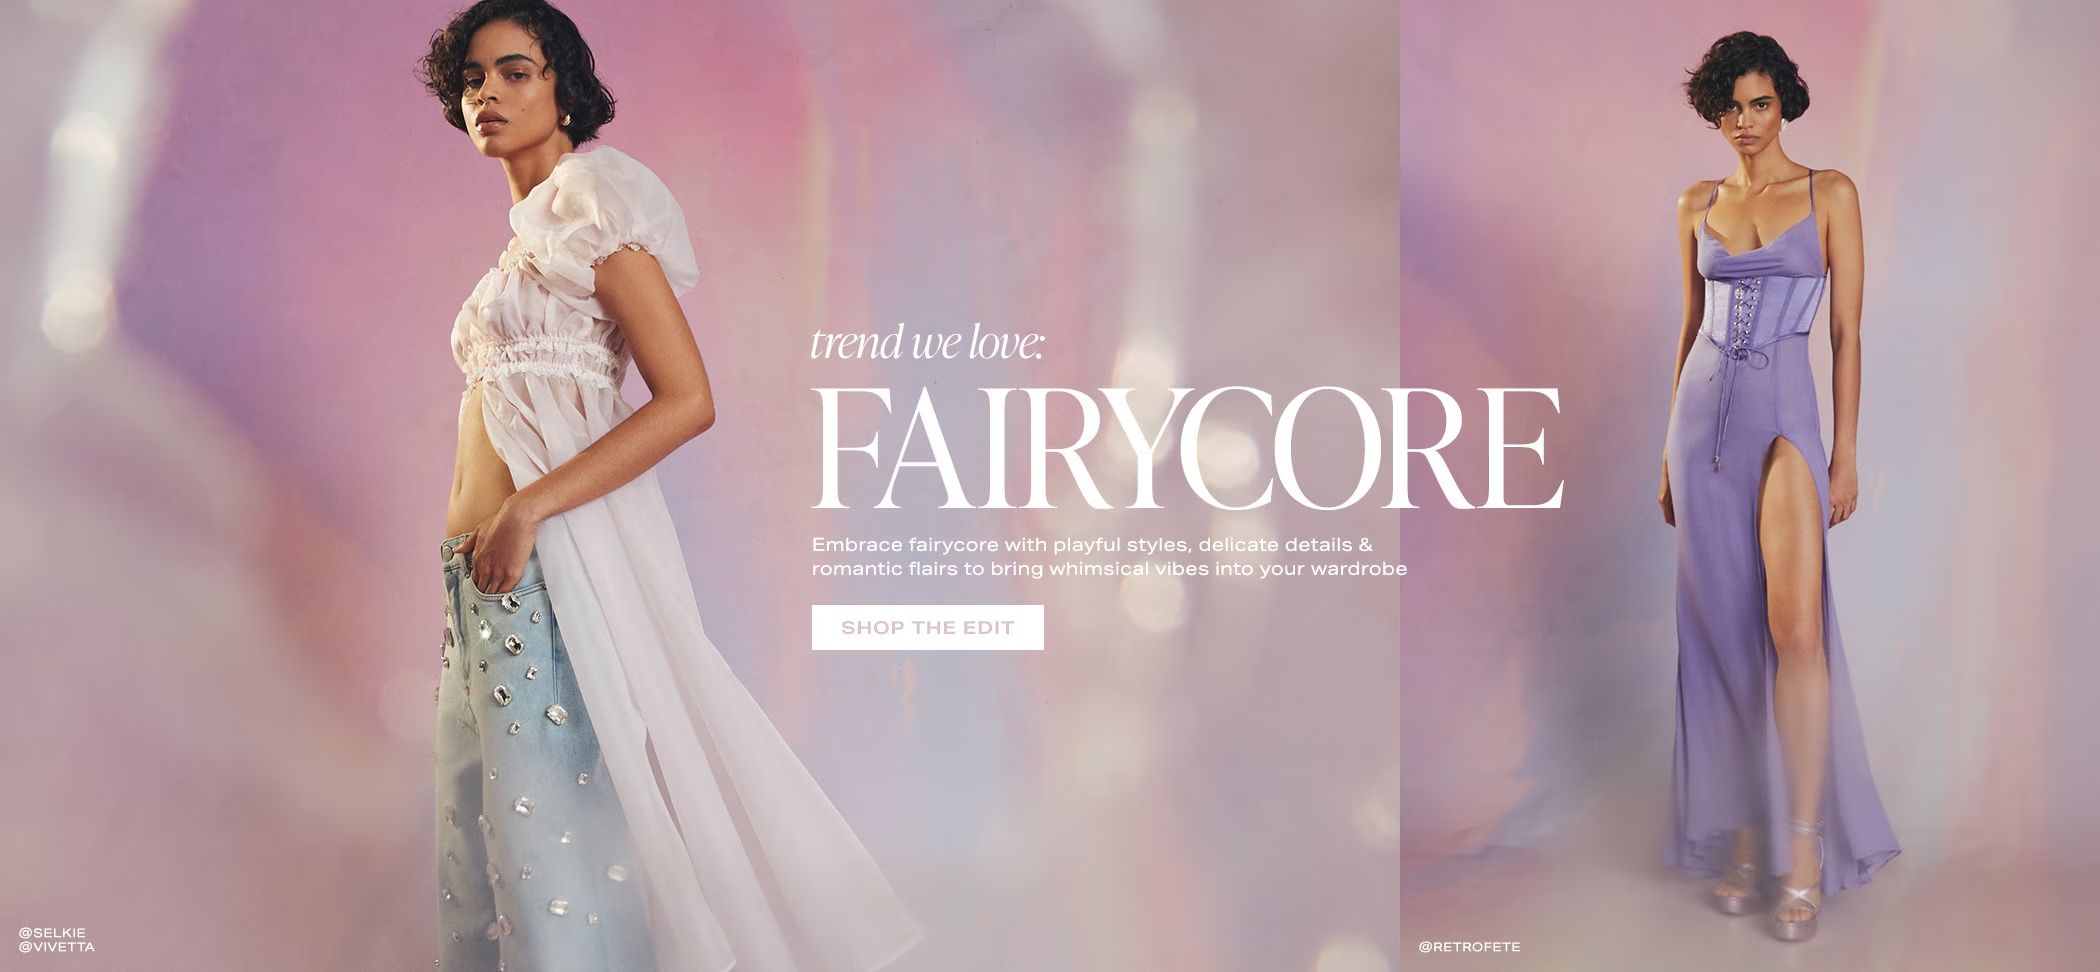 trend we love:
FAIRYCORE
Embrace fairycore with playful styles, delicate details &
romantic flairs to bring whimsical vibes into your wardrobe
SHOP THE EDIT
@SELKIE
@VIVETTA
@RETROFETE